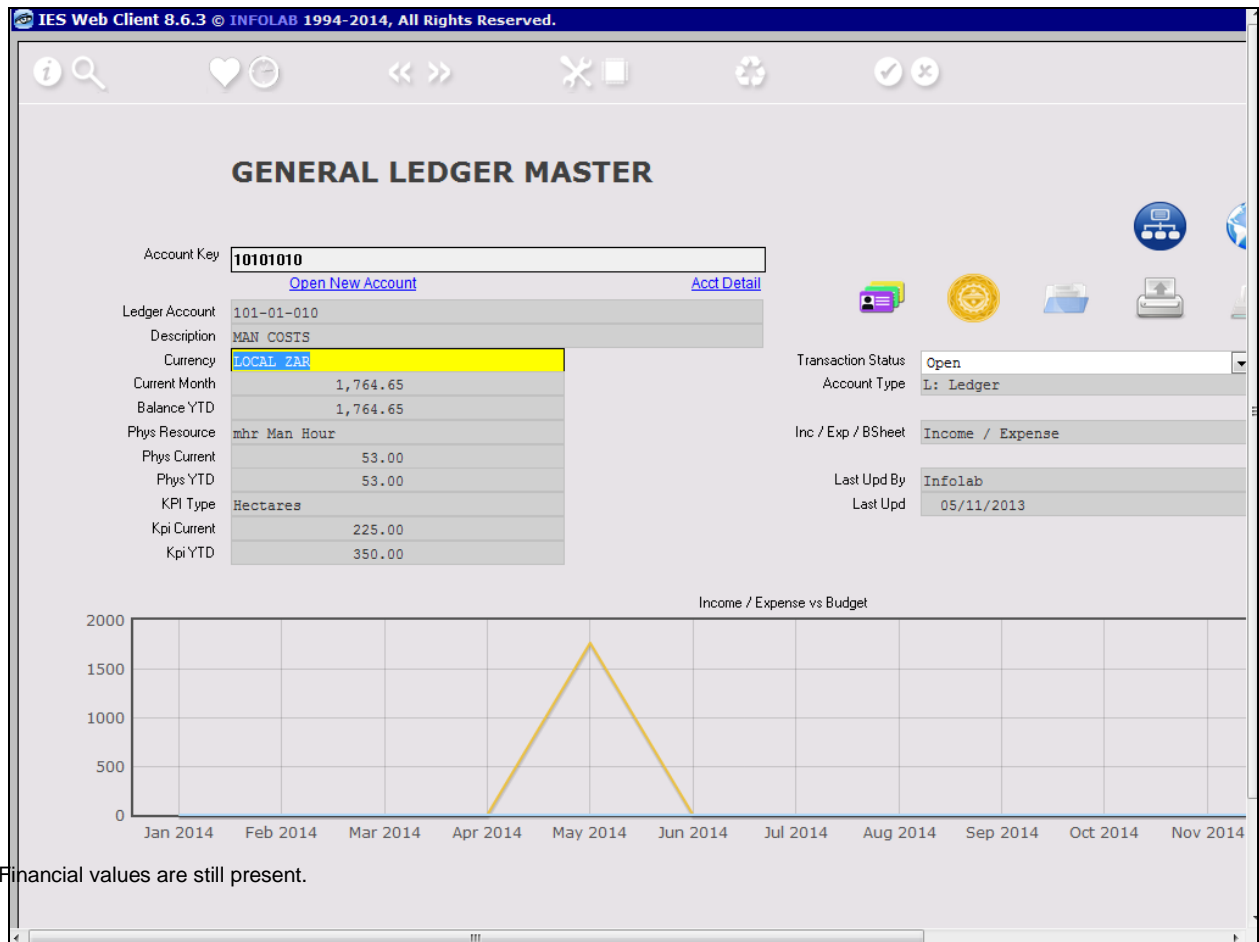 IES Web Client 8.6.3 © INFOLAB 1994-2014, All Rights Reserved.
GENERAL LEDGER MASTER
Account Key 10101010
Open New Account Acct Detail
Ledger Account 101-01-010
Description MAN COSTS
Currency LOCAL ZAR Transaction Status Open
Current Month 1,764.65 Account Type L: Ledger
Balance YTD 1,764.65
Phys Resource mhr Man Hour Inc / Exp / BSheet Income / Expense
Phys Current 53.00
Phys YTD 53.00 Last Upd By Infolab
KPI Type Hectares Last Upd 05/11/2013
Kpi Current 225.00
Kpi YTD 350.00
Income / Expense vs Budget
2000
1500
1000
500
0
Jan 2014 Feb 2014 Mar 2014 Apr 2014 May 2014 Jun 2014 Jul 2014 Aug 2014 Sep 2014 Oct 2014 Nov 2014
Financial values are still present.